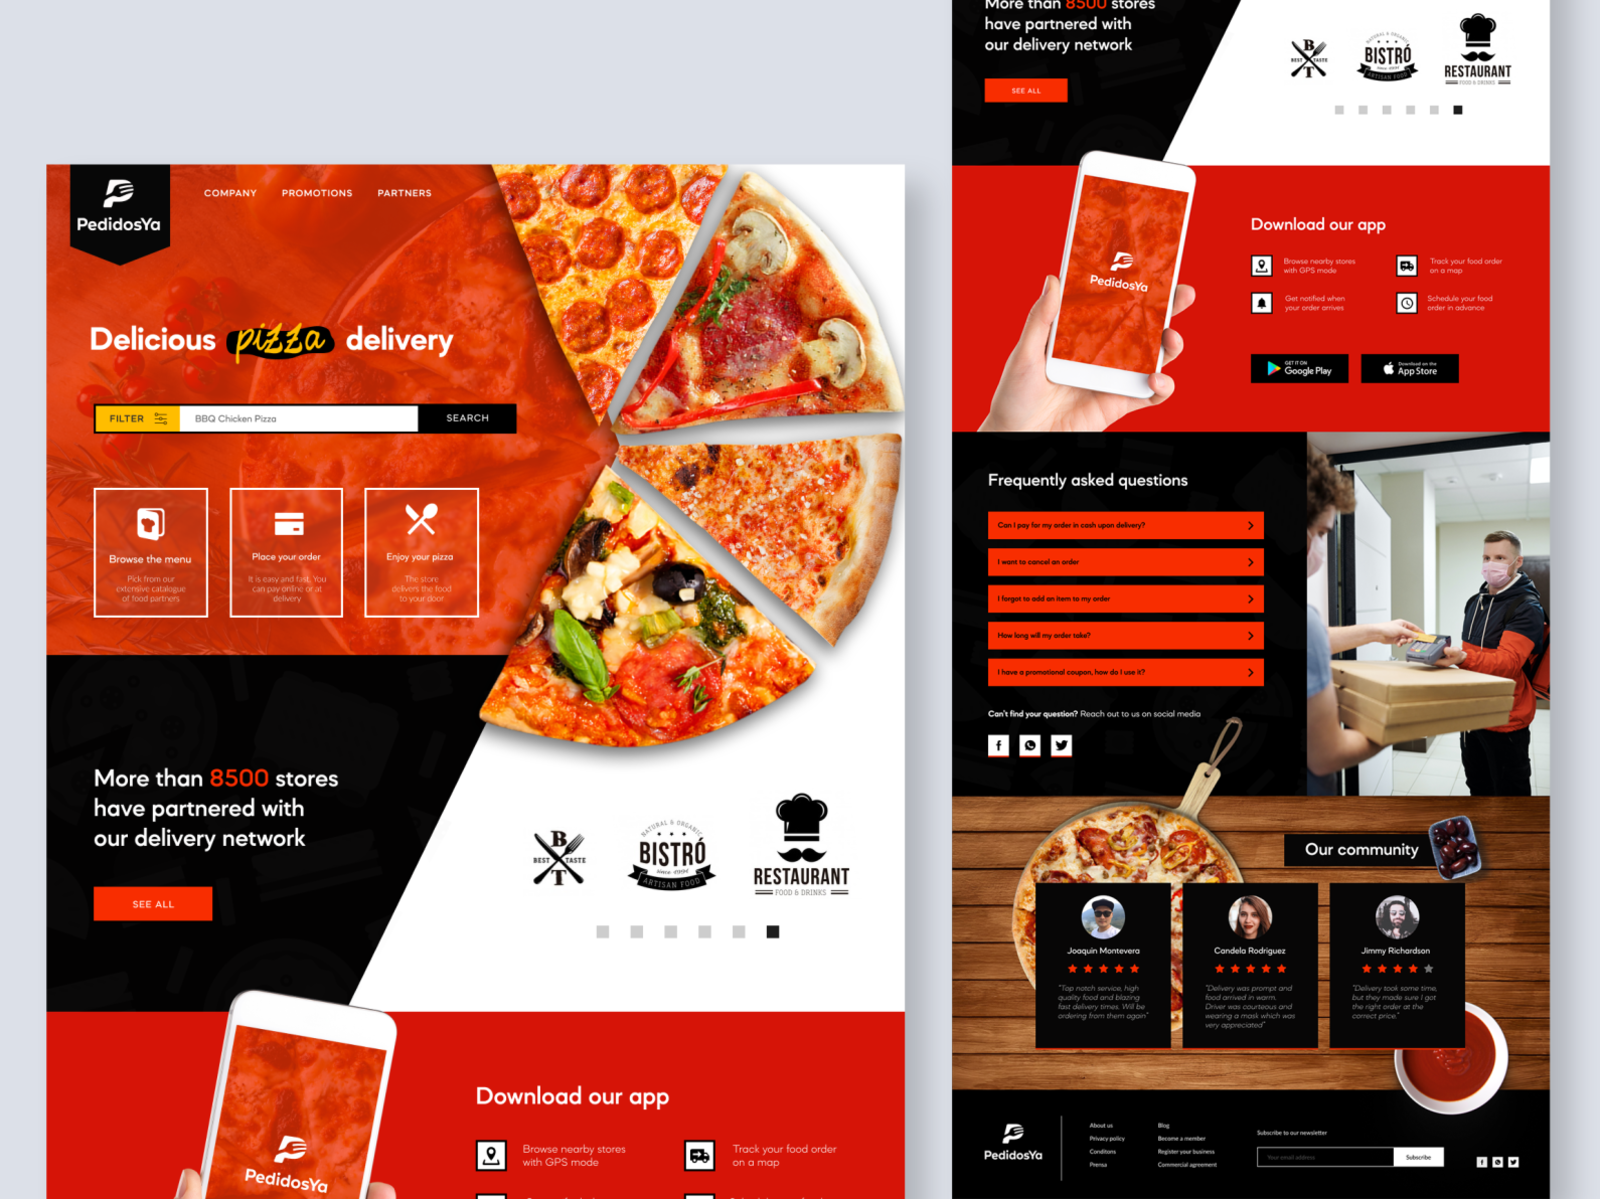 PedidosYa
COMPANY
PROMOTIONS
PARTNERS
Delicious pizza delivery
FILTER
BBQ Chicken Pizza
SEARCH
Browse the menu
Pick from our
extensive catalogue
of food partners
Place your order
It is easy and fast. You
can pay online or at
delivery
Enjoy your pizza
The store
delivers the food
to your door
More than 8500 stores
have partnered with
our delivery network
SEE ALL
B
BEST TASTE
T
NATURAL & ORGANIC
BISTRÓ
Since 1994
ARTISAN FOOD
RESTAURANT
FOOD & DRINKS
PedidosYa
Download our app
Browse nearby stores
with GPS mode
Track your food order
on a map
More than 8500 stores
have partnered with
our delivery network
SEE ALL
B
BEST TASTE
T
NATURAL & ORGANIC
BISTRÓ
Since 1994
ARTISAN FOOD
RESTAURANT
FOOD & DRINKS
PedidosYa
Download our app
Browse nearby stores
with GPS mode
Track your food order
on a map
Get notified when
your order arrives
Schedule your food
order in advance
GET IT ON
Google Play
Download on the
App Store
Frequently asked questions
Can I pay for my order in cash upon delivery?
I want to cancel an order
I forgot to add an item to my order
How long will my order take?
I have a promotional coupon, how do I use it?
Can't find your question? Reach out to us on social media
Our community
Joaquin Montevera
"Top notch service, high
quality food and blazing
fast delivery times. Will be
ordering from them again"
Candela Rodriguez
"Delivery was prompt and
food arrived in warm.
Driver was courteous and
wearing a mask which was
very appreciated"
Jimmy Richardson
"Delivery took some time,
but they made sure I got
the right order at the
correct price."
PedidosYa
About us
Privacy policy
Conditons
Prensa
Blog
Become a member
Register your business
Commercial agreement
Subscribe to our newsletter
Your email address
Subscribe